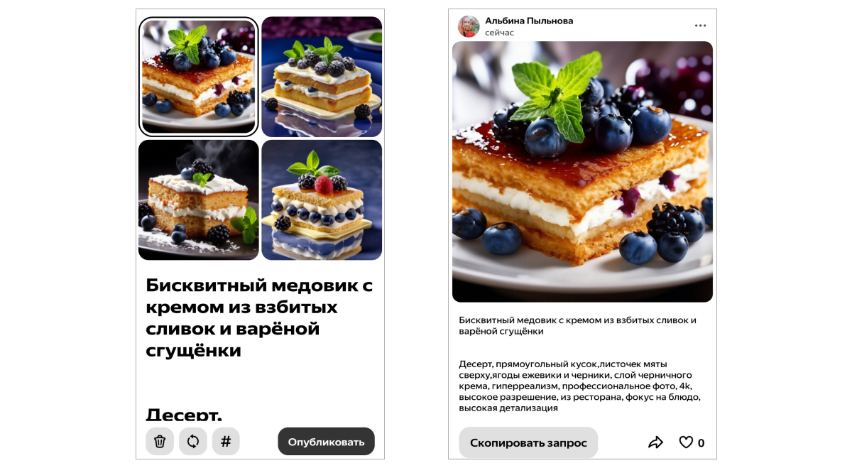 Бисквитный медовик с
кремом из взбитых
сливок и варёной
сгущёнки
Десерт,
#
Опубликовать
Альбина Пыльнова
сейчас
Бисквитный медовик с кремом из взбитых сливок и
варёной сгущёнки
Десерт, прямоугольный кусок,листочек мяты
сверху,ягоды ежевики и черники, слой черничного
крема, гиперреализм, профессиональное фото, 4k,
высокое разрешение, из ресторана, фокус на блюдо,
высокая детализация
Скопировать запрос
0